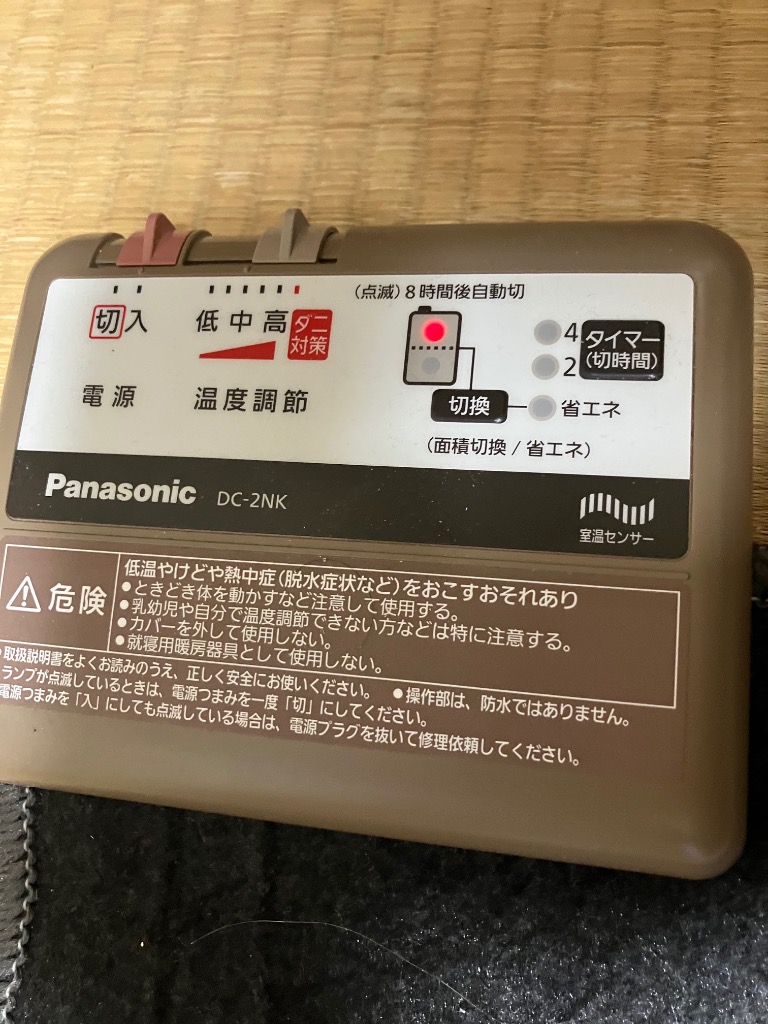 (点滅)8時間後自動切
切入
低中高 ダニ対策
電源
温度調節
4
2
タイマー
(切時間)
切換
省エネ
(面積切換/省エネ)
Panasonic DC-2NK
室温センサー
危険
低温やけどや熱中症(脱水症状など)をおこすおそれあり
●ときどき体を動かすなど注意して使用する。
●乳幼児や自分で温度調節できない方などは特に注意する。
●カバーを外して使用しない。
●就寝用暖房器具として使用しない。
●取扱説明書をよくお読みのうえ、正しく安全にお使いください。 ●操作部は、防水ではありません。
ランプが点滅しているときは、電源つまみを一度「切」にしてください。
電源つまみを「入」にしても点滅している場合は、電源プラグを抜いて修理依頼してください。